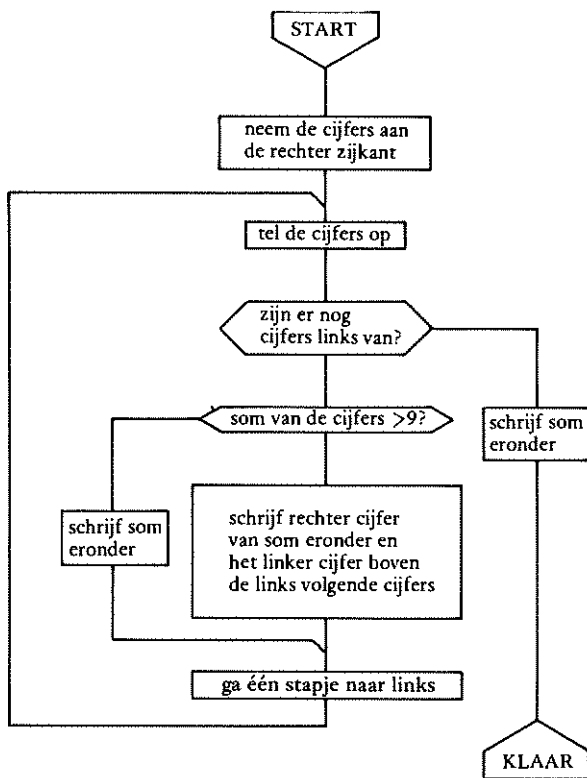 START
neem de cijfers aan
de rechter zijkant
tel de cijfers op
zijn er nog
cijfers links van?
som van de cijfers >9?
schrijf som
eronder
schrijf som
eronder
schrijf rechter cijfer
van som eronder en
het linker cijfer boven
de links volgende cijfers
ga één stapje naar links
KLAAR